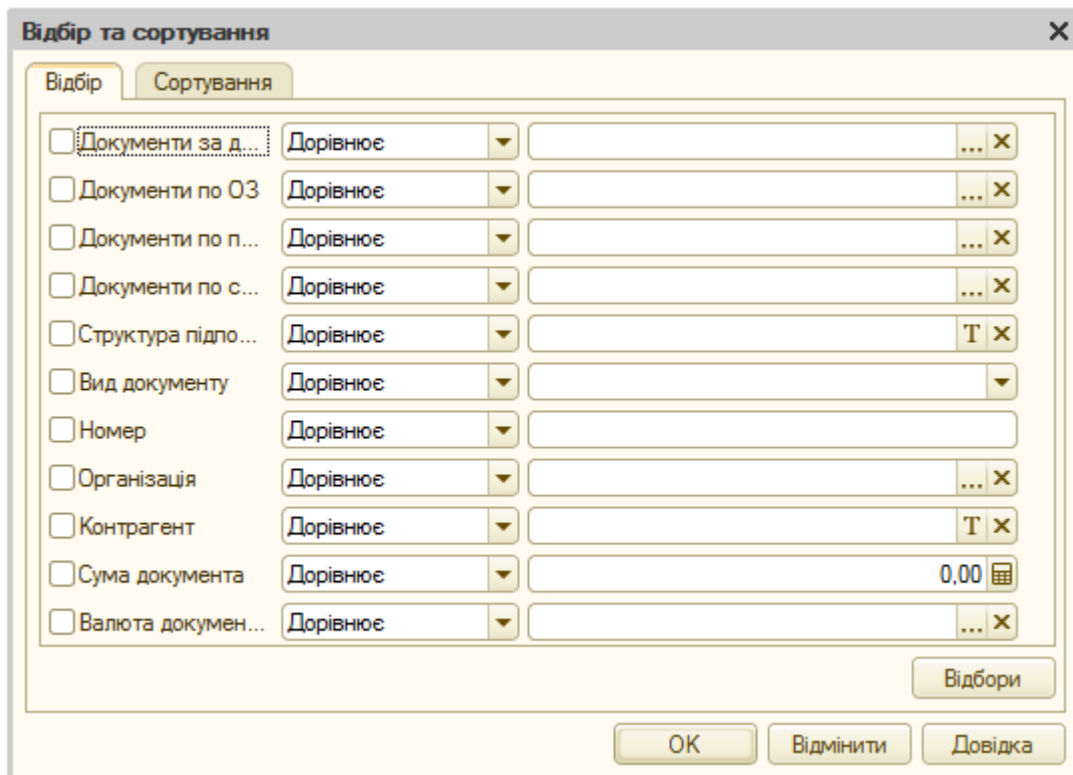 Відбір та сортування
Відбір Сортування
Документи за д... Дорівнює ...
Документи по ОЗ Дорівнює ...
Документи по п... Дорівнює ...
Документи по с... Дорівнює ...
Структура підпо... Дорівнює T
Вид документу Дорівнює
Номер Дорівнює
Організація Дорівнює ...
Контрагент Дорівнює T
Сума документа Дорівнює 0,00
Валюта докумен... Дорівнює ...
Відбори
OK Відмінити Довідка